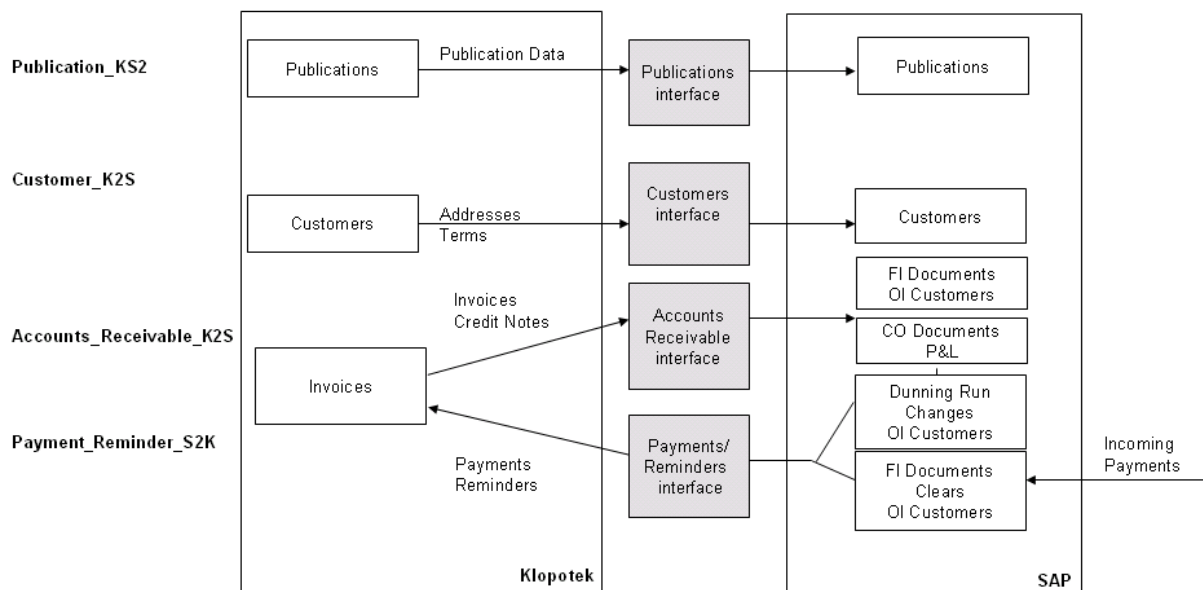 Publication_KS2
Publications
Publication Data
Publications
interface
Publications
Customer_K2S
Customers
Addresses
Terms
Customers
interface
Customers
FI Documents
OI Customers
Accounts_Receivable_K2S
Invoices
Credit Notes
Accounts
Receivable
interface
CO Documents
P&L
Invoices
Dunning Run
Changes
OI Customers
Payment_Reminder_S2K
Payments
Reminders
Payments/
Reminders
interface
FI Documents
Clears
OI Customers
Incoming
Payments
Klopotek
SAP